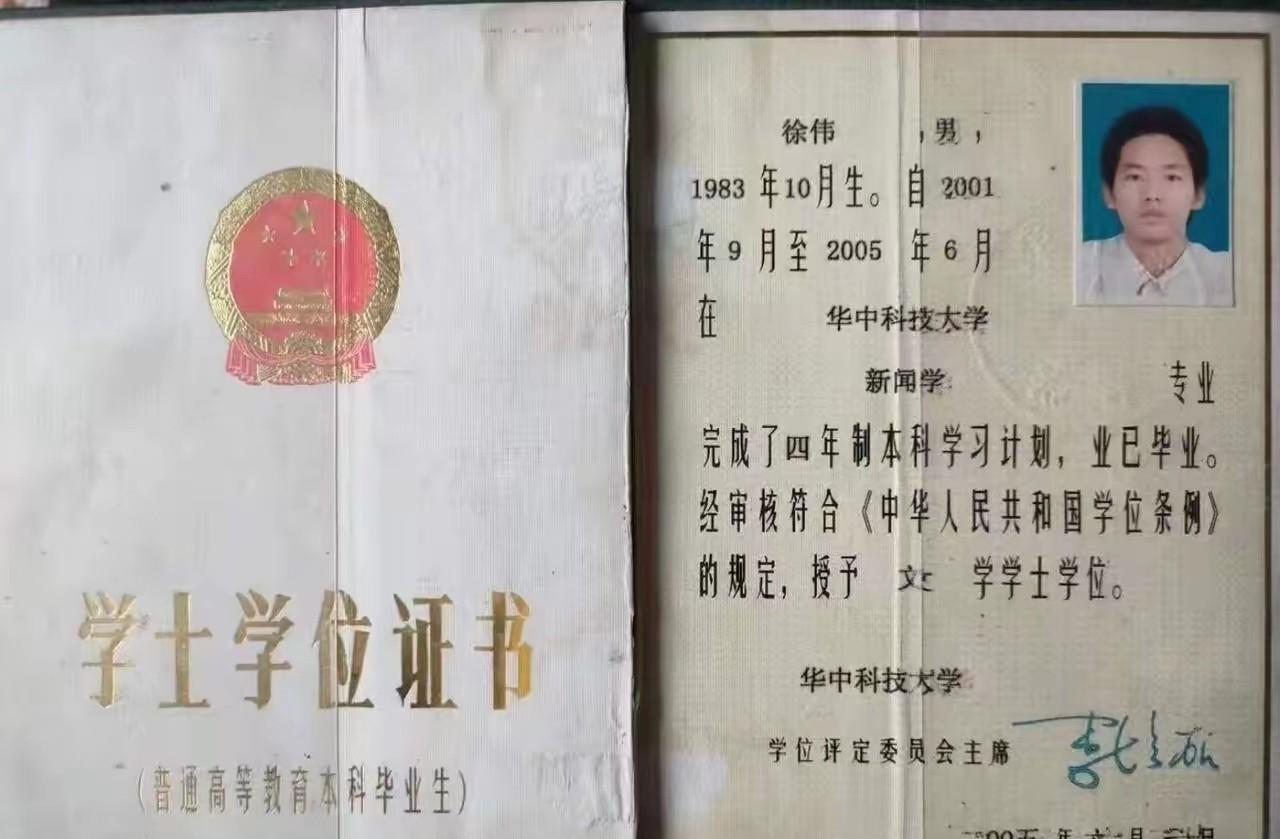 学士学位证书
(普通高等教育本科毕业生)
徐伟 ,男,
1983 年10月生。自 2001
年 9 月至 2005 年 6 月
在 华中科技大学
新闻学 专业
完成了四年制本科学习计划,业已毕业。
经审核符合《中华人民共和国学位条例》
的规定,授予 文 学学士学位。
华中科技大学
学位评定委员会主席